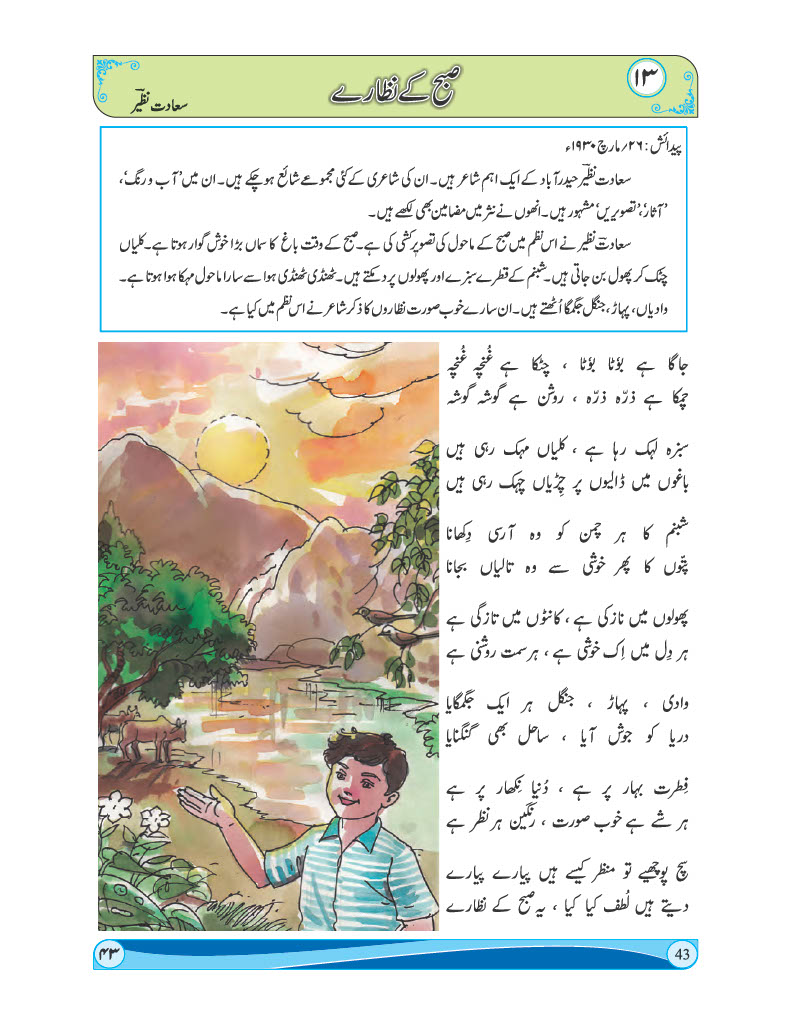 ۱۳
صبح کے نظارے
سعادت نظیرؔ
پیدائش: ۲۶؍مارچ ۱۹۳۰ء
سعادت نظیرؔ حیدرآباد کے ایک اہم شاعر ہیں۔ ان کی شاعری کے کئی مجموعے شائع ہوچکے ہیں۔ ان میں ’آب و رنگ‘،
’آثار‘، ’تصویریں‘ مشہور ہیں۔ انھوں نے نثر میں مضامین بھی لکھے ہیں۔
سعادتؔ نظیر نے اس نظم میں صبح کے ماحول کی تصویر کشی کی ہے۔ صبح کے وقت باغ کا سماں بڑا خوش گوار ہوتا ہے۔ کلیاں
چٹک کر پھول بن جاتی ہیں۔ شبنم کے قطرے سبزے اور پھولوں پر دمکتے ہیں۔ ٹھنڈی ٹھنڈی ہوا سے سارا ماحول مہکا ہوا ہوتا ہے۔
وادیاں، پہاڑ، جنگل جگمگا اُٹھتے ہیں۔ ان سارے خوب صورت نظاروں کا ذکر شاعر نے اس نظم میں کیا ہے۔
جاگا ہے بوُٹا بوُٹا ، چٹکا ہے غُنچہ غُنچہ
چمکا ہے ذرّہ ذرّہ ، روشن ہے گوشہ گوشہ
سبزہ لہک رہا ہے ، کلیاں مہک رہی ہیں
باغوں میں ڈالیوں پر چڑیاں چہک رہی ہیں
شبنم کا ہر چمن کو وہ آرسی دِکھانا
پتّوں کا پھر خوشی سے وہ تالیاں بجانا
پھولوں میں نازکی ہے ، کانٹوں میں تازگی ہے
ہر دِل میں اِک خوشی ہے ، ہر سمت روشنی ہے
وادی ، پہاڑ ، جنگل ہر ایک جگمگایا
دریا کو جوش آیا ، ساحل بھی گنگنایا
فِطرت بہار پر ہے ، دُنیا نِکھار پر ہے
ہر شے ہے خوب صورت ، رنگین ہر نظر ہے
سچ پوچھیے تو منظر کیسے ہیں پیارے پیارے
دیتے ہیں لُطف کیا کیا ، یہ صبح کے نظارے
۴۳
43